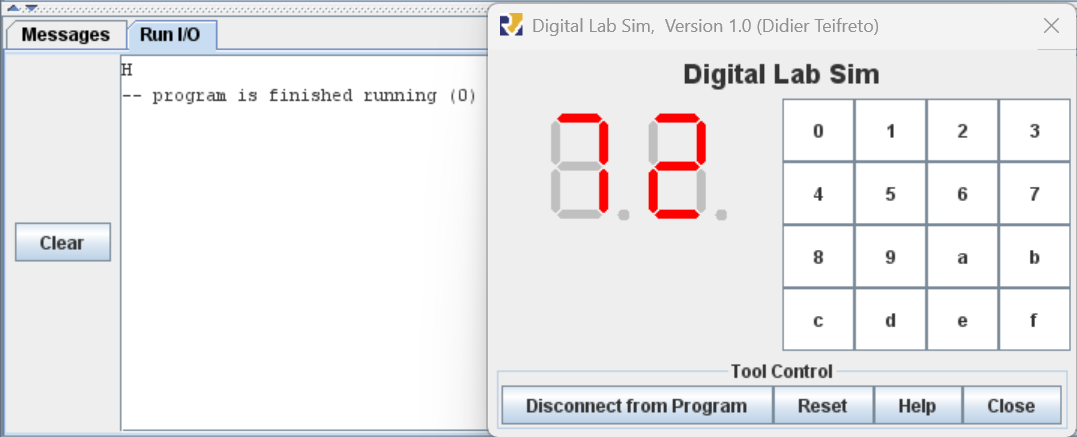 Messages Run I/O
H
-- program is finished running (0)
Clear
Digital Lab Sim, Version 1.0 (Didier Teifreto)
Digital Lab Sim
72
0 1 2 3
4 5 6 7
8 9 a b
c d e f
Tool Control
Disconnect from Program Reset Help Close